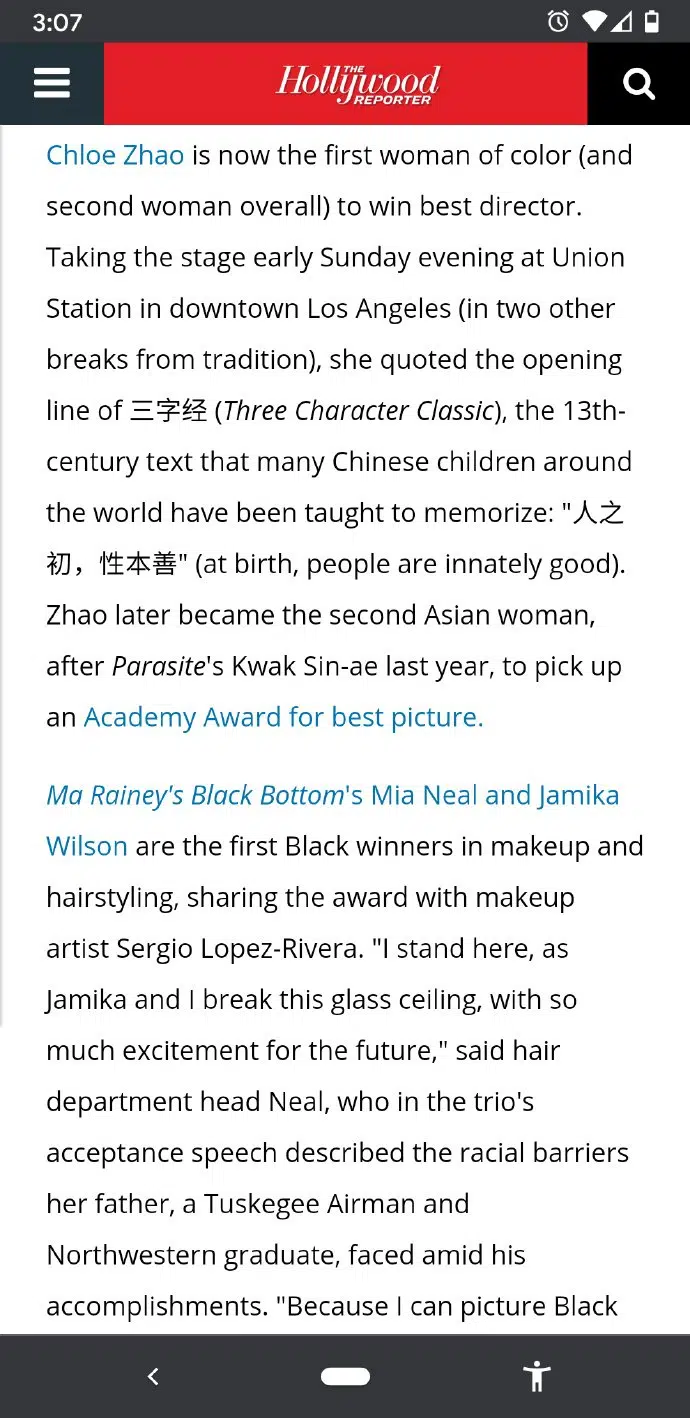 3:07
THE
Hollywood
REPORTER
Chloe Zhao is now the first woman of color (and
second woman overall) to win best director.
Taking the stage early Sunday evening at Union
Station in downtown Los Angeles (in two other
breaks from tradition), she quoted the opening
line of 三字经 (Three Character Classic), the 13th-
century text that many Chinese children around
the world have been taught to memorize: "人之
初，性本善" (at birth, people are innately good).
Zhao later became the second Asian woman,
after Parasite's Kwak Sin-ae last year, to pick up
an Academy Award for best picture.
Ma Rainey's Black Bottom's Mia Neal and Jamika
Wilson are the first Black winners in makeup and
hairstyling, sharing the award with makeup
artist Sergio Lopez-Rivera. "I stand here, as
Jamika and I break this glass ceiling, with so
much excitement for the future," said hair
department head Neal, who in the trio's
acceptance speech described the racial barriers
her father, a Tuskegee Airman and
Northwestern graduate, faced amid his
accomplishments. "Because I can picture Black